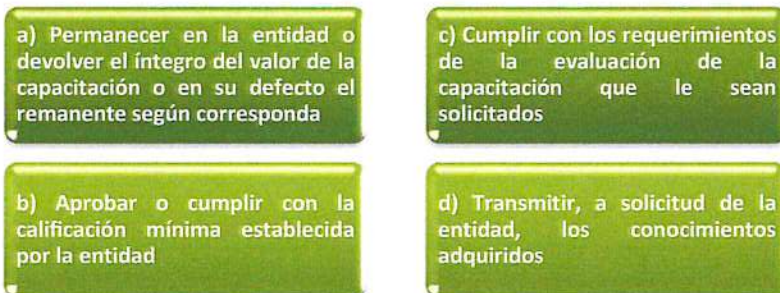 a) Permanecer en la entidad o
devolver el íntegro del valor de la
capacitación o en su defecto el
remanente según corresponda
b) Aprobar o cumplir con la
calificación mínima establecida
por la entidad
c) Cumplir con los requerimientos
de la evaluación de la
capacitación que le sean
solicitados
d) Transmitir, a solicitud de la
entidad, los conocimientos
adquiridos